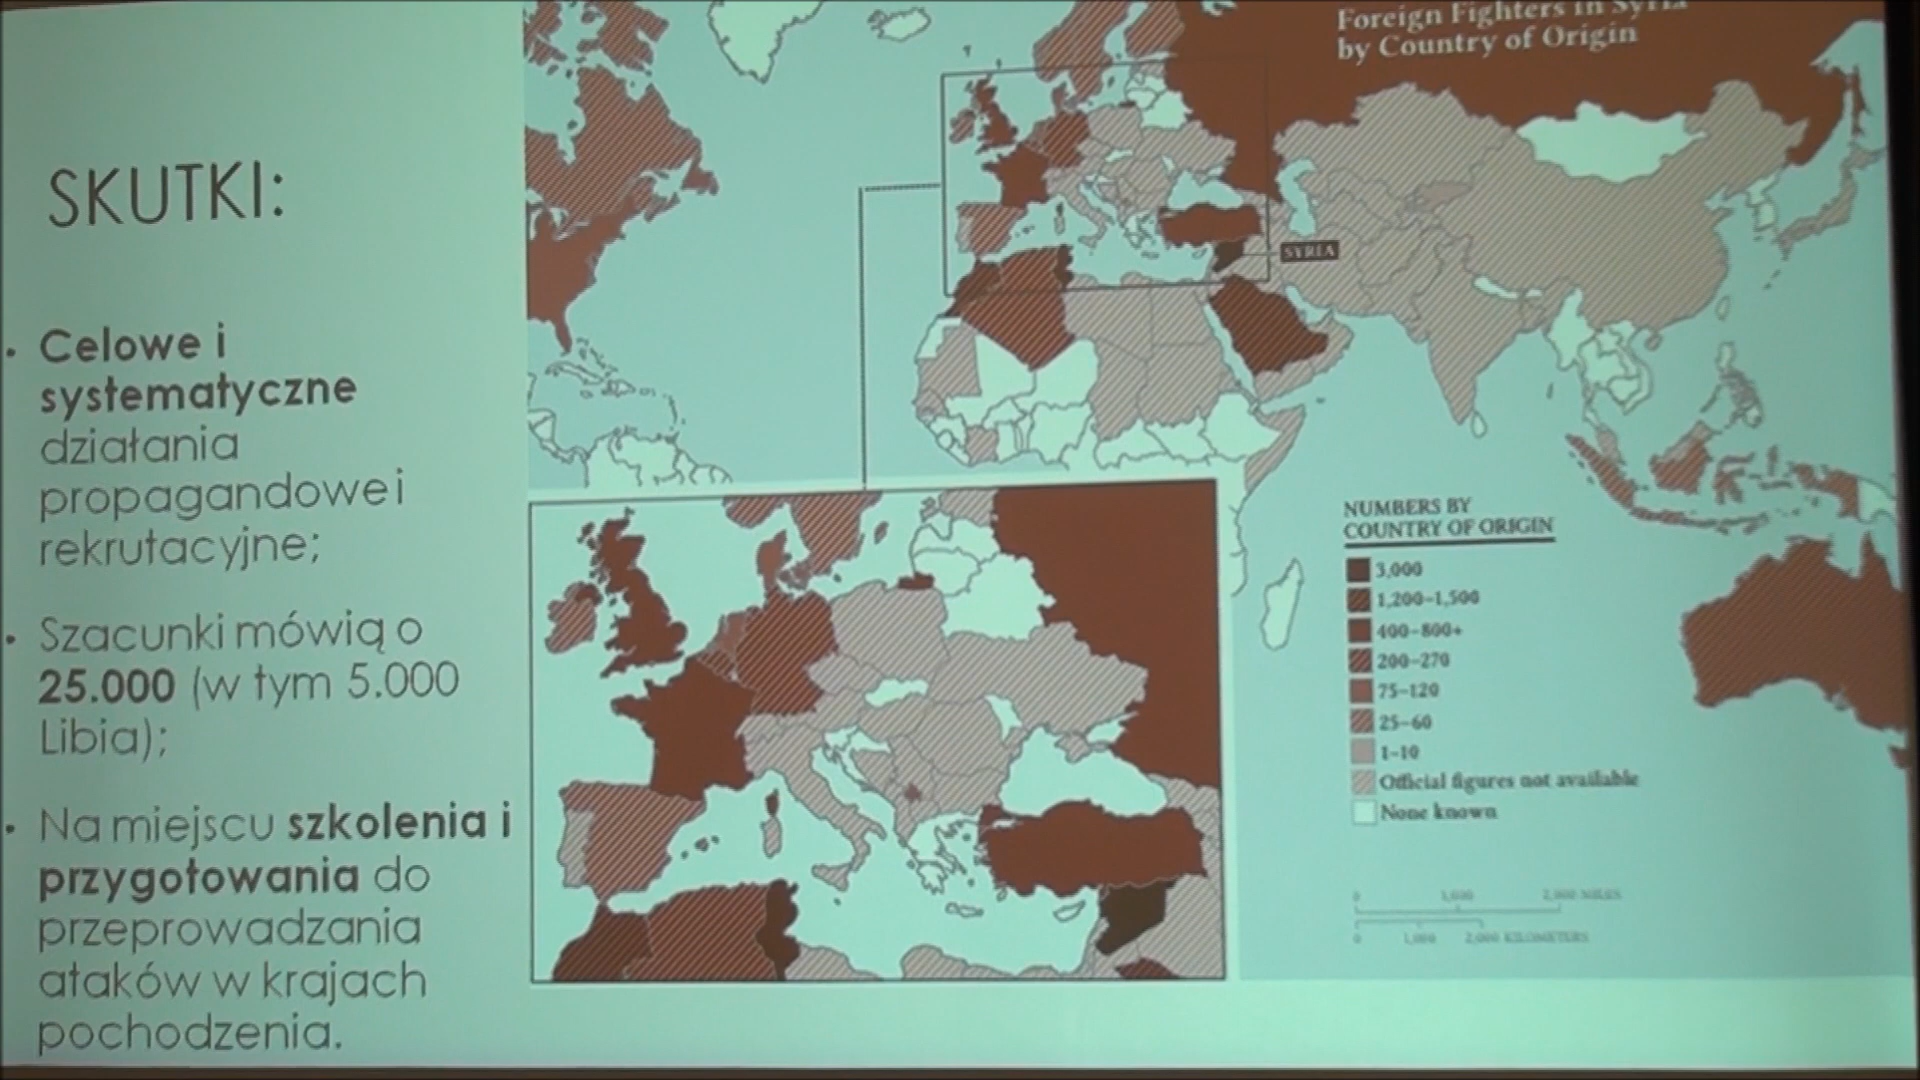 SKUTKI:
• Celowe i
systematyczne
działania
propagandowe i
rekrutacyjne;
• Szacunki mówią o
25.000 (w tym 5.000
Libia);
• Na miejscu szkolenia i
przygotowania do
przeprowadzania
ataków w krajach
pochodzenia.
Foreign Fighters in Syria
by Country of Origin
SYRIA
NUMBERS BY
COUNTRY OF ORIGIN
3,000
1,200–1,500
400–800+
200–270
75–120
25–60
1–10
Official figures not available
None known
0 1,000 2,000 MILES
0 1,000 2,000 KILOMETERS